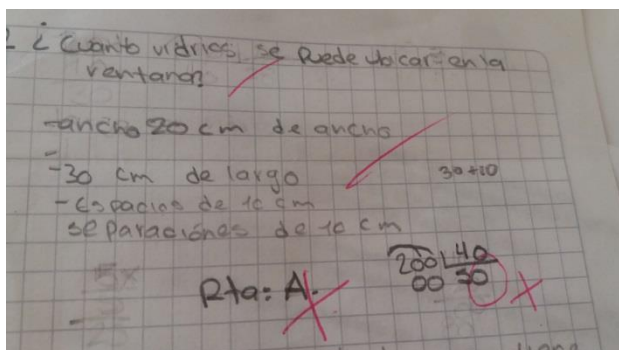 ¿ Cuanto vidrios se Puede ubicar en la
ventana?
-ancho 20 cm de ancho
-
-30 cm de largo
30+10
-espacios de 10 cm
separaciónes de 10 cm
200 40
00 50
Rta: A.